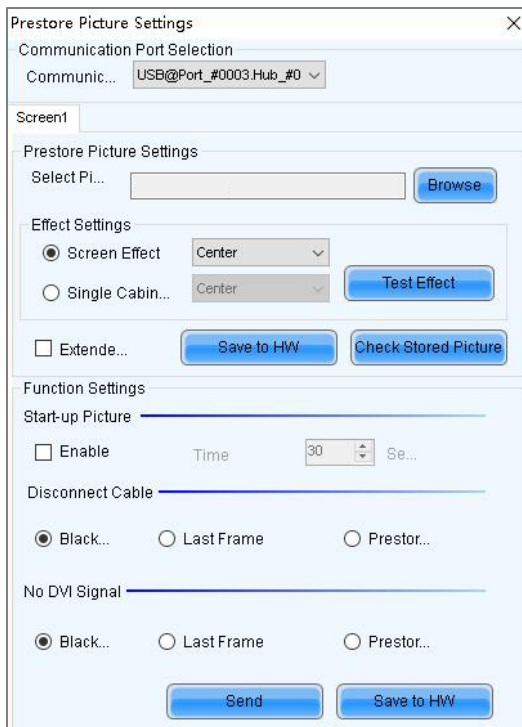 Prestore Picture Settings
Communication Port Selection
Communic... USB@Port_#0003.Hub_#0
Screen1
Prestore Picture Settings
Select Pi... Browse
Effect Settings
Screen Effect Center
Single Cabin... Center Test Effect
Extende... Save to HW Check Stored Picture
Function Settings
Start-up Picture
Enable Time 30 Se...
Disconnect Cable
Black... Last Frame Prestor...
No DVI Signal
Black... Last Frame Prestor...
Send Save to HW